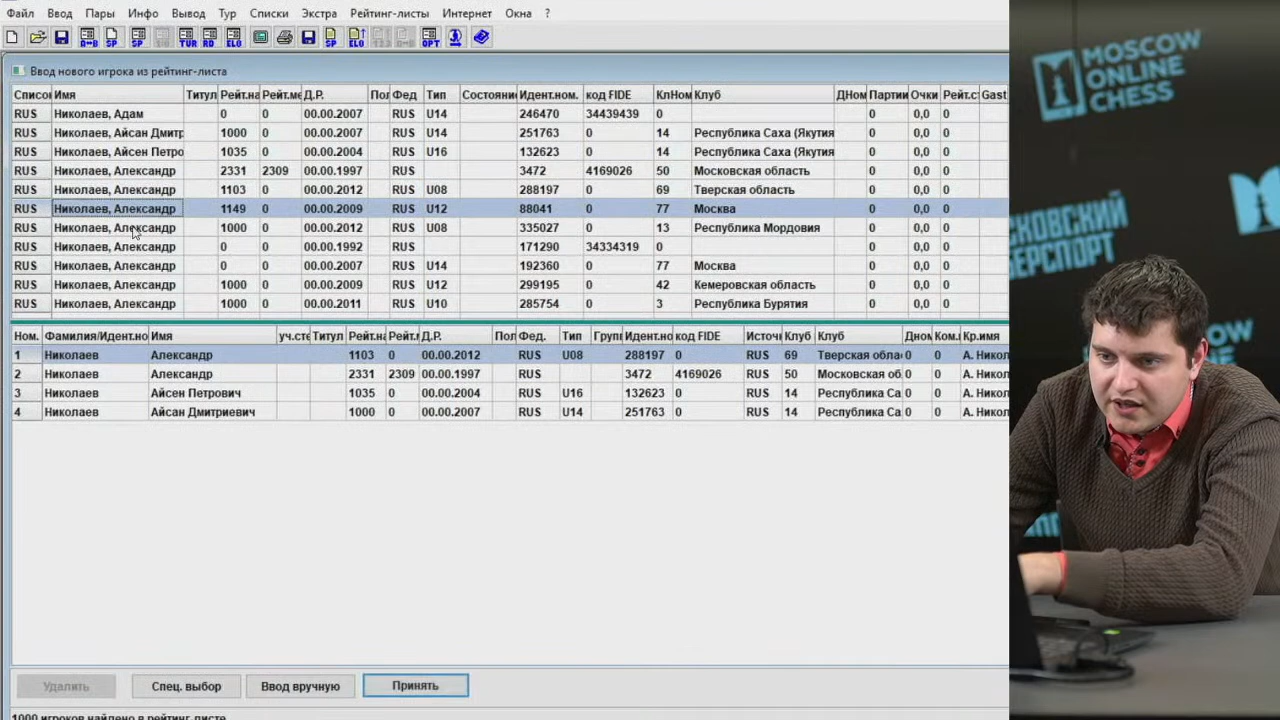 Файл Ввод Пары Инфо Вывод Тур Списки Экстра Рейтинг-листы Интернет Окна ?
A=B SP SP TUR RD ELO SP ELO OPT
Ввод нового игрока из рейтинг-листа
Списо Имя Титул Рейт.на Рейт.ме Д.Р. Пол Фед Тип Состояние Идент.ном. код FIDE КлНом Клуб ДНом Партии Очки Рейт.ст Gast
RUS Николаев, Адам 0 0 00.00.2007 RUS U14 246470 34439439 0 0 0,0 0
RUS Николаев, Айсан Дмитр 1000 0 00.00.2007 RUS U14 251763 0 14 Республика Саха (Якутия 0 0,0 0
RUS Николаев, Айсен Петро 1035 0 00.00.2004 RUS U16 132623 0 14 Республика Саха (Якутия 0 0,0 0
RUS Николаев, Александр 2331 2309 00.00.1997 RUS 3472 4169026 50 Московская область 0 0,0 0
RUS Николаев, Александр 1103 0 00.00.2012 RUS U08 288197 0 69 Тверская область 0 0,0 0
RUS Николаев, Александр 1149 0 00.00.2009 RUS U12 88041 0 77 Москва 0 0,0 0
RUS Николаев, Александр 1000 0 00.00.2012 RUS U08 335027 0 13 Республика Мордовия 0 0,0 0
RUS Николаев, Александр 0 0 00.00.1992 RUS 171290 34334319 0 0 0,0 0
RUS Николаев, Александр 0 0 00.00.2007 RUS U14 192360 0 77 Москва 0 0,0 0
RUS Николаев, Александр 1000 0 00.00.2009 RUS U12 299195 0 42 Кемеровская область 0 0,0 0
RUS Николаев, Александр 1000 0 00.00.2011 RUS U10 285754 0 3 Республика Бурятия 0 0,0 0
Ном. Фамилия/Идент.но Имя уч.сте Титул Рейт.на Рейт.м Д.Р. Пол Фед. Тип Групп Идент.но код FIDE Источн Клуб Клуб Дном Ком.н Кр.имя
1 Николаев Александр 1103 0 00.00.2012 RUS U08 288197 0 RUS 69 Тверская обла 0 0 А. Никол
2 Николаев Александр 2331 2309 00.00.1997 RUS 3472 4169026 RUS 50 Московская об 0 0 А. Никол
3 Николаев Айсен Петрович 1035 0 00.00.2004 RUS U16 132623 0 RUS 14 Республика Са 0 0 А. Никол
4 Николаев Айсан Дмитриевич 1000 0 00.00.2007 RUS U14 251763 0 RUS 14 Республика Са 0 0 А. Никол
Удалить Спец. выбор Ввод вручную Принять
1000 игроков найдено в рейтинг-листе
MOSCOW
ONLINE
CHESS